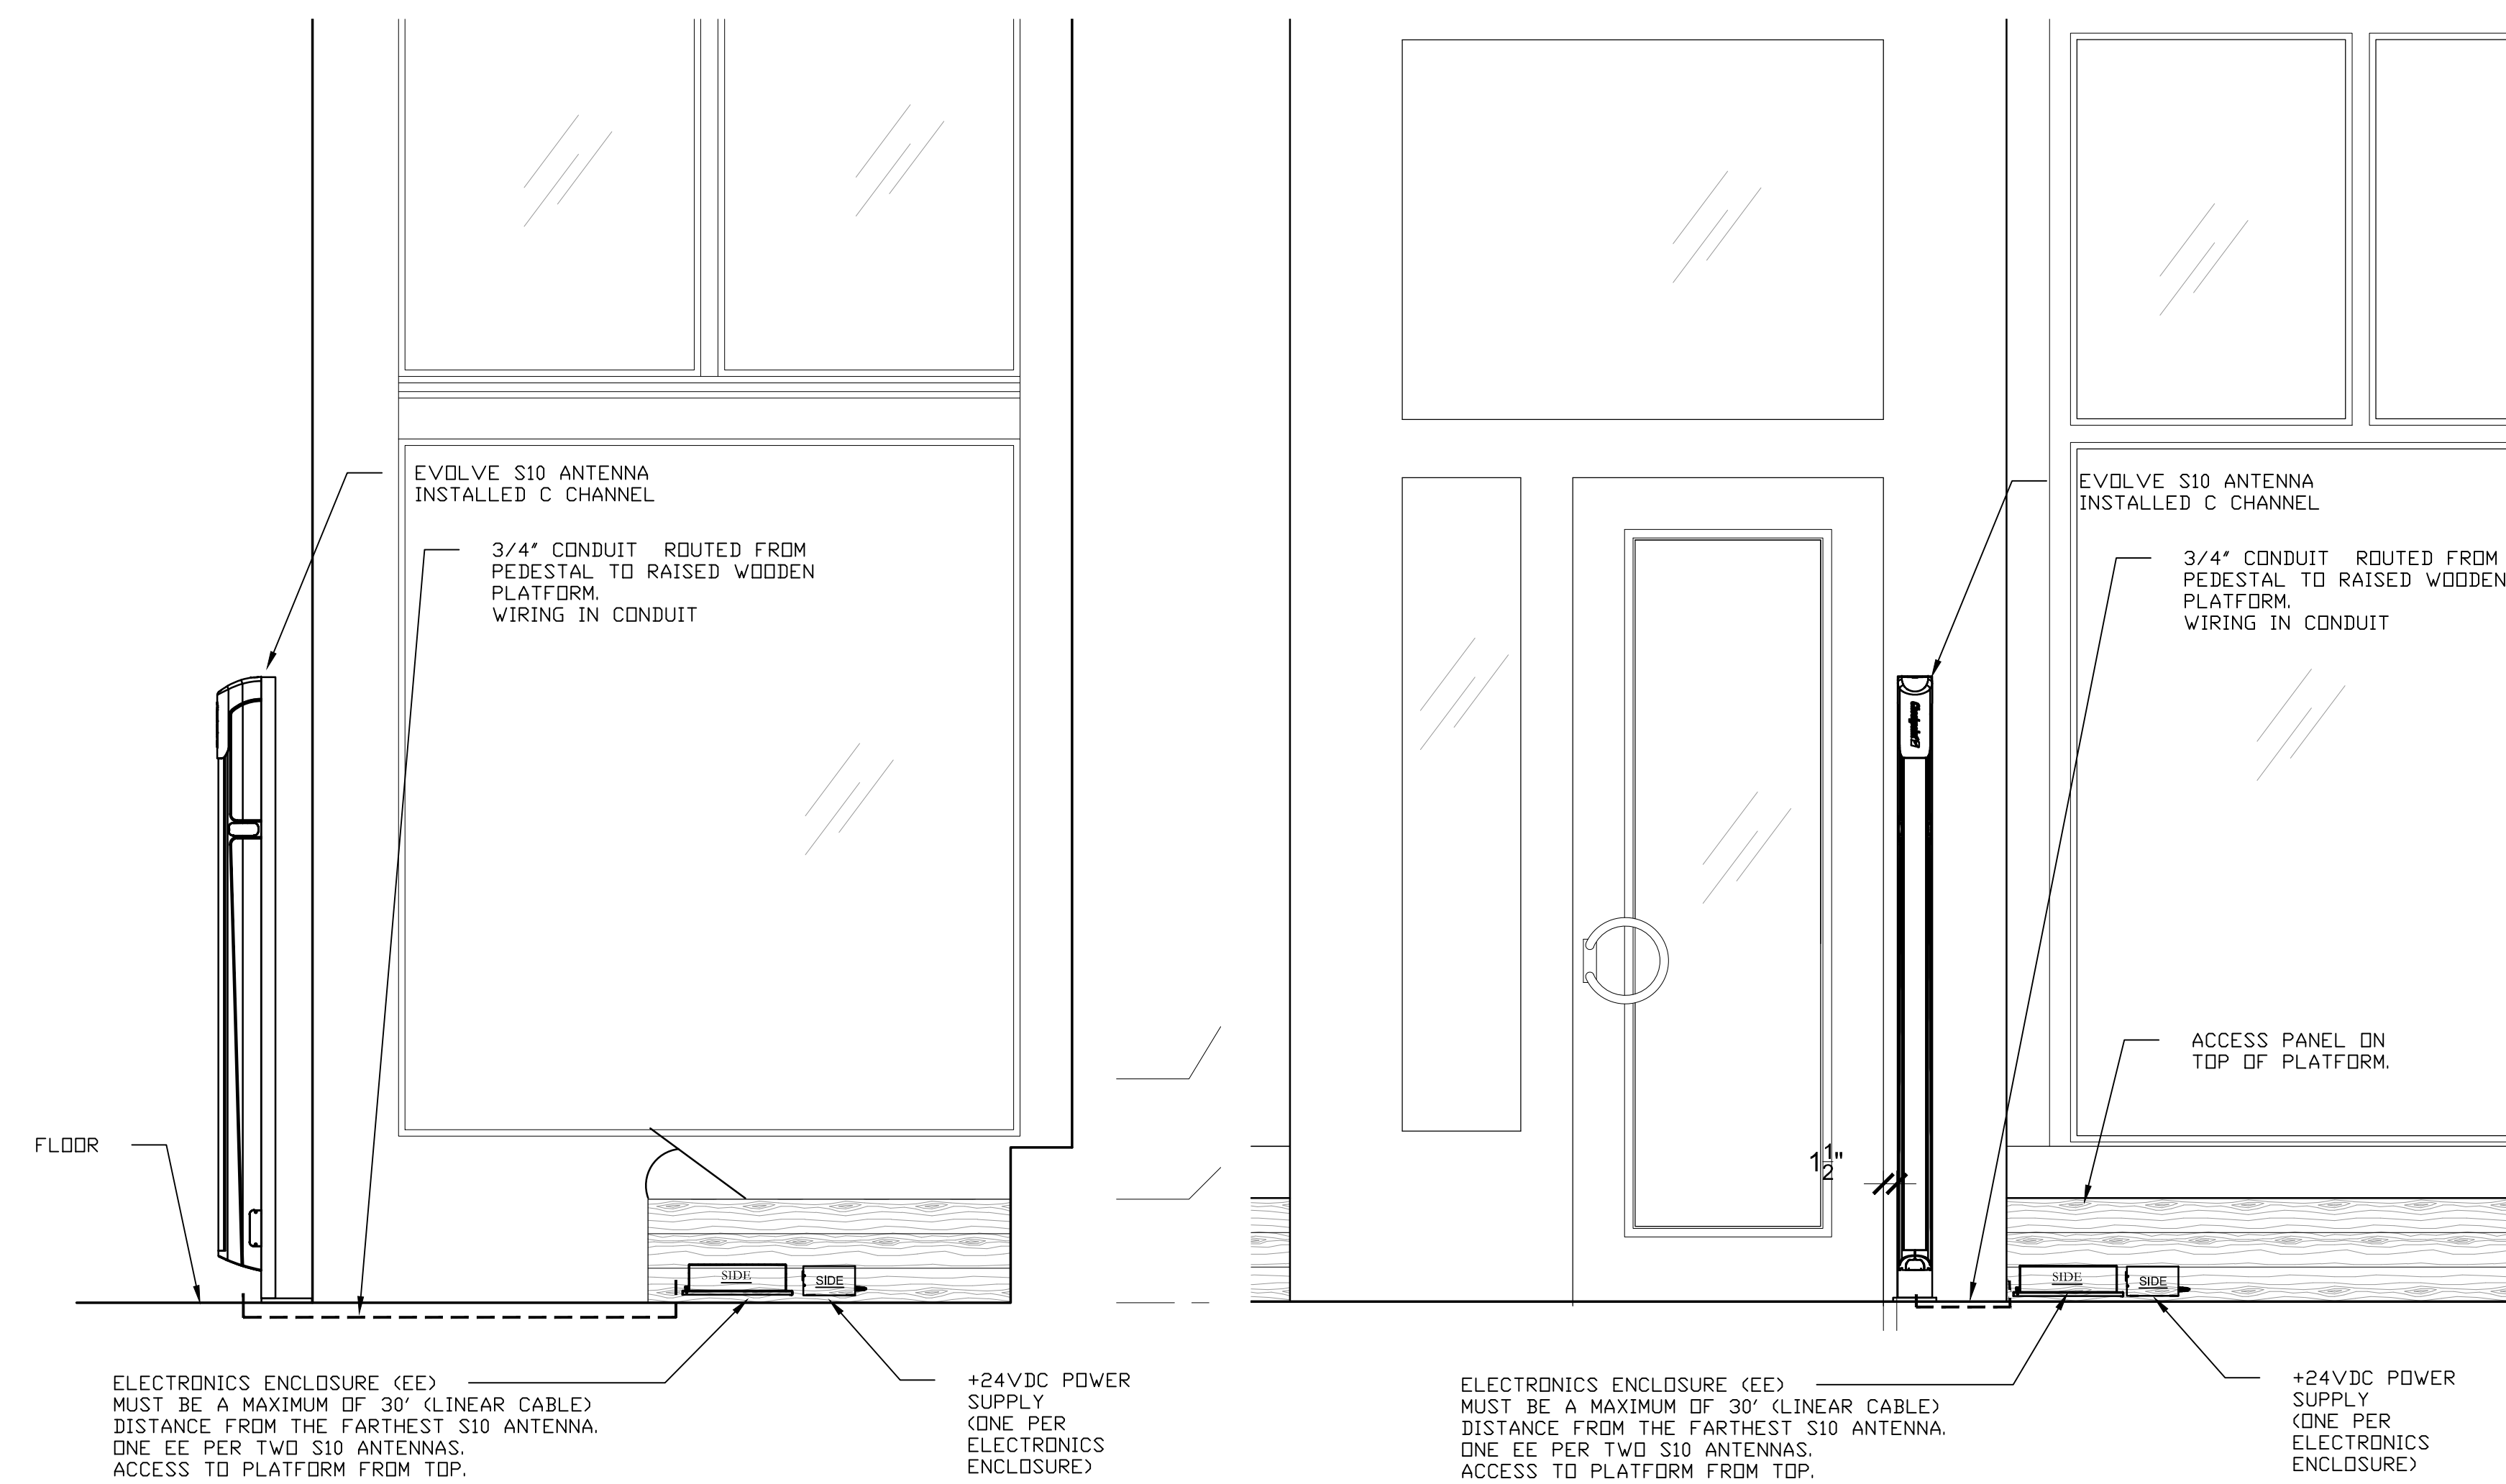 EVOLVE S10 ANTENNA
INSTALLED C CHANNEL
3/4" CONDUIT ROUTED FROM
PEDESTAL TO RAISED WOODEN
PLATFORM.
WIRING IN CONDUIT
FLOOR
SIDE
SIDE
ELECTRONICS ENCLOSURE (EE)
MUST BE A MAXIMUM OF 30' (LINEAR CABLE)
DISTANCE FROM THE FARTHEST S10 ANTENNA.
ONE EE PER TWO S10 ANTENNAS.
ACCESS TO PLATFORM FROM TOP.
+24VDC POWER
SUPPLY
(ONE PER
ELECTRONICS
ENCLOSURE)
EVOLVE S10 ANTENNA
INSTALLED C CHANNEL
3/4" CONDUIT ROUTED FROM
PEDESTAL TO RAISED WOODEN
PLATFORM.
WIRING IN CONDUIT
Checkpoint
ACCESS PANEL ON
TOP OF PLATFORM.
1 1/2"
SIDE
SIDE
ELECTRONICS ENCLOSURE (EE)
MUST BE A MAXIMUM OF 30' (LINEAR CABLE)
DISTANCE FROM THE FARTHEST S10 ANTENNA.
ONE EE PER TWO S10 ANTENNAS.
ACCESS TO PLATFORM FROM TOP.
+24VDC POWER
SUPPLY
(ONE PER
ELECTRONICS
ENCLOSURE)